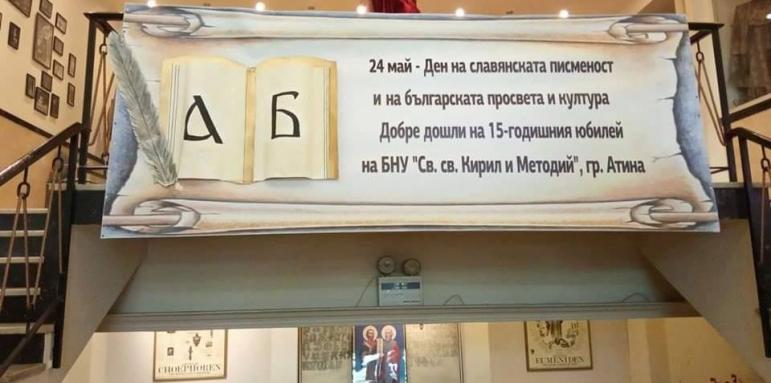 А Б
24 май - Ден на славянската писменост
и на българската просвета и култура
Добре дошли на 15-годишния юбилей
на БНУ "Св. св. Кирил и Методий", гр. Атина
CHOEPHOREN
EUMENIDEN